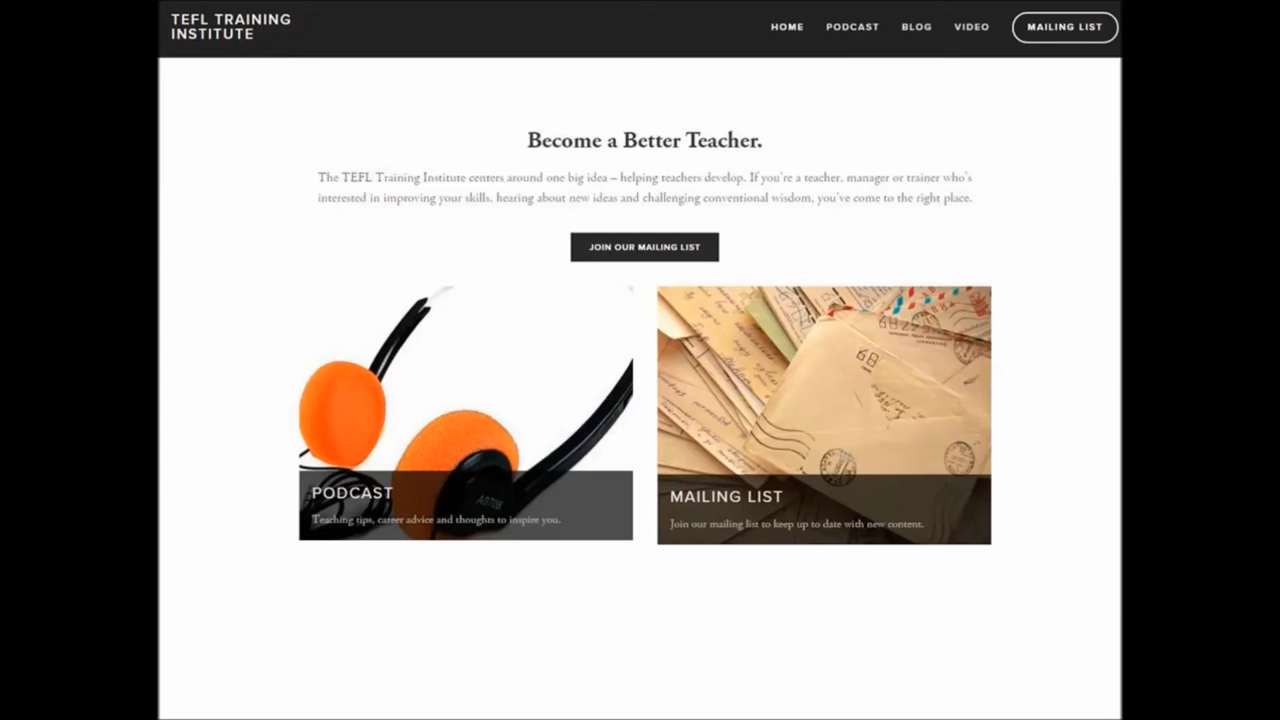 TEFL TRAINING
INSTITUTE
HOME PODCAST BLOG VIDEO MAILING LIST
Become a Better Teacher.
The TEFL Training Institute centers around one big idea – helping teachers develop. If you're a teacher, manager or trainer who's
interested in improving your skills, hearing about new ideas and challenging conventional wisdom, you've come to the right place.
JOIN OUR MAILING LIST
PODCAST
Teaching tips, career advice and thoughts to inspire you.
68
MAILING LIST
Join our mailing list to keep up to date with new content.